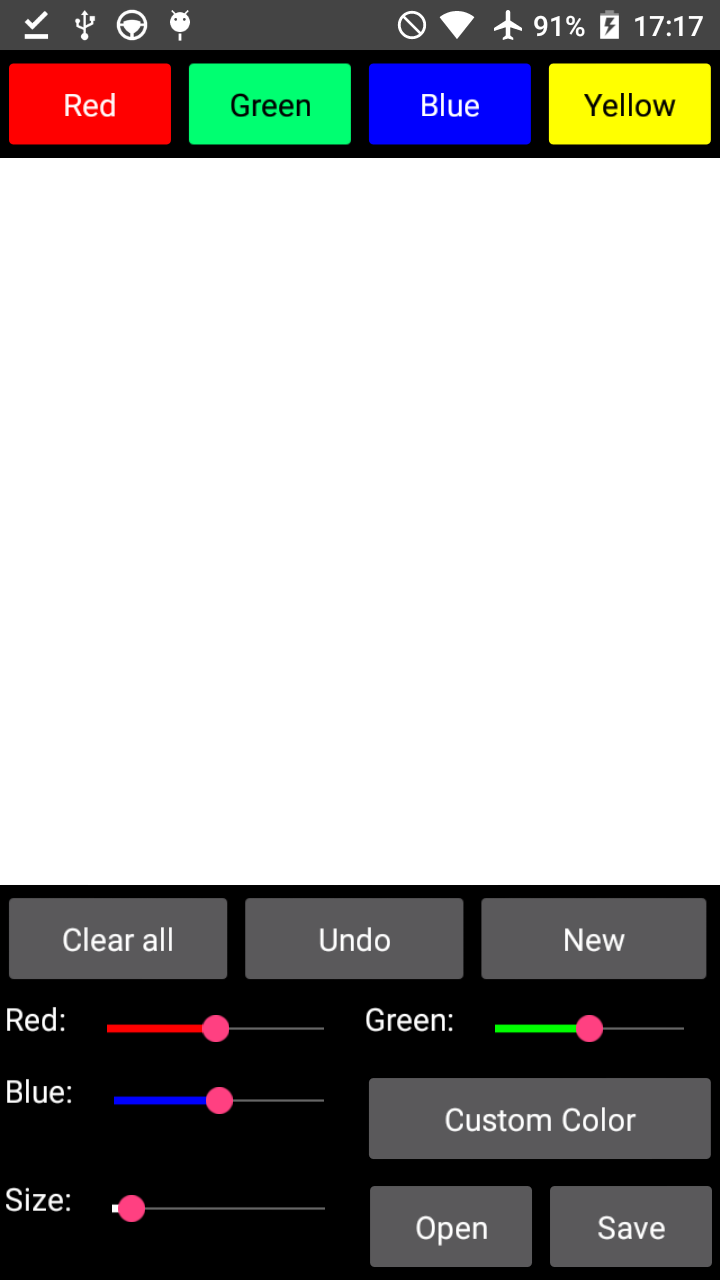 91% 17:17
Red Green Blue Yellow
Clear all Undo New
Red: Green:
Blue: Custom Color
Size: Open Save